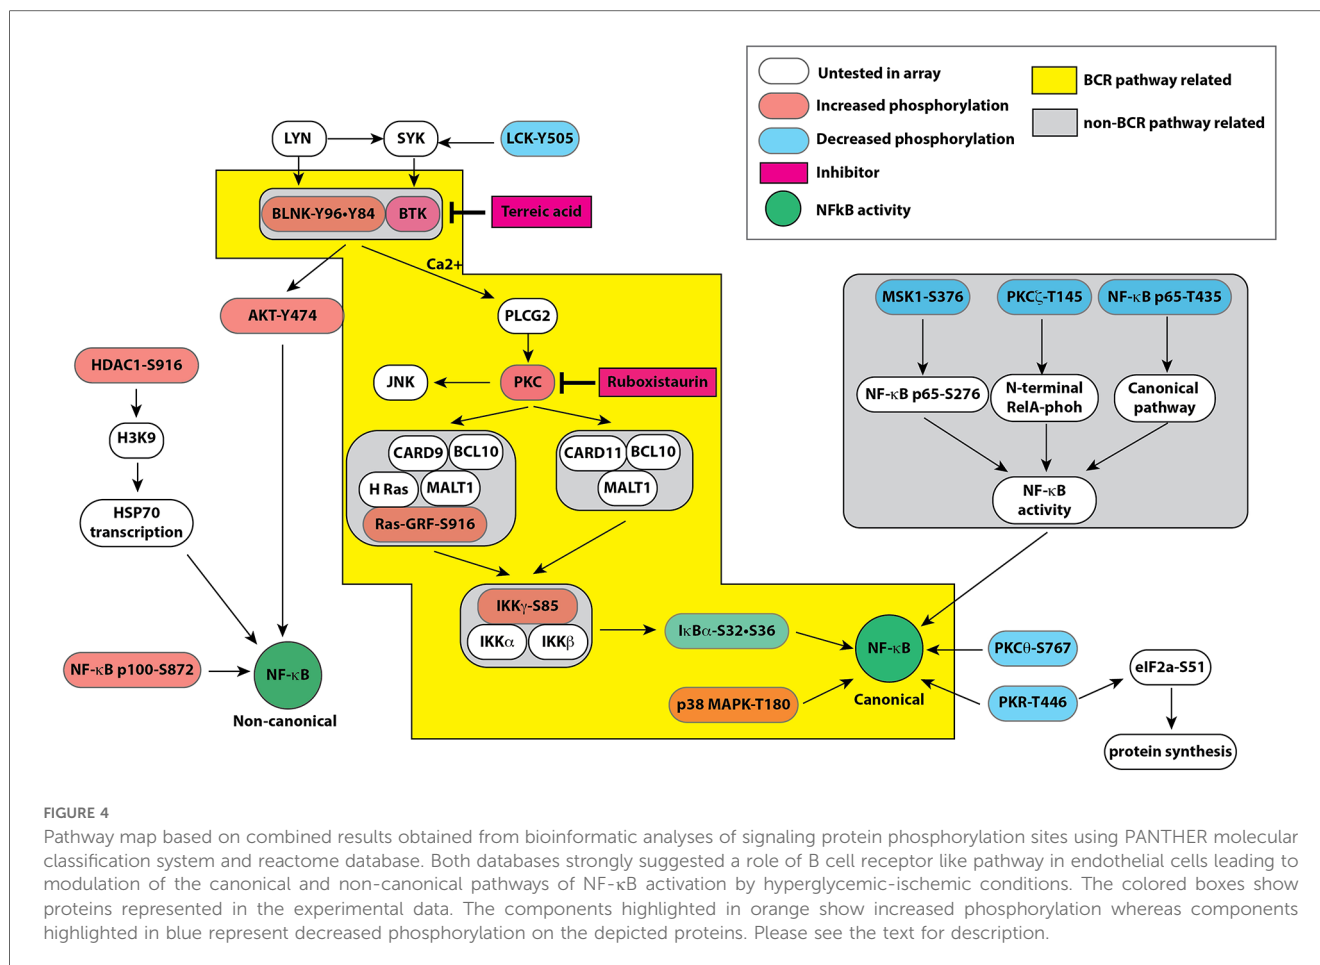 Untested in array
Increased phosphorylation
Decreased phosphorylation
Inhibitor
NFkB activity
BCR pathway related
non-BCR pathway related
LYN
SYK
LCK-Y505
BLNK-Y96•Y84
BTK
Terreic acid
Ca2+
AKT-Y474
PLCG2
HDAC1-S916
JNK
PKC
Ruboxistaurin
H3K9
CARD9
BCL10
H Ras
MALT1
Ras-GRF-S916
CARD11
BCL10
MALT1
HSP70
transcription
MSK1-S376
PKCζ-T145
NF-κB p65-T435
NF-κB p65-S276
N-terminal
RelA-phoh
Canonical
pathway
NF-κB
activity
IKKγ-S85
IKKα
IKKβ
IκBα-S32•S36
NF-κB
Canonical
PKCθ-S767
eIF2a-S51
NF-κB p100-S872
NF-κB
Non-canonical
p38 MAPK-T180
PKR-T446
protein synthesis
FIGURE 4
Pathway map based on combined results obtained from bioinformatic analyses of signaling protein phosphorylation sites using PANTHER molecular
classification system and reactome database. Both databases strongly suggested a role of B cell receptor like pathway in endothelial cells leading to
modulation of the canonical and non-canonical pathways of NF-κB activation by hyperglycemic-ischemic conditions. The colored boxes show
proteins represented in the experimental data. The components highlighted in orange show increased phosphorylation whereas components
highlighted in blue represent decreased phosphorylation on the depicted proteins. Please see the text for description.